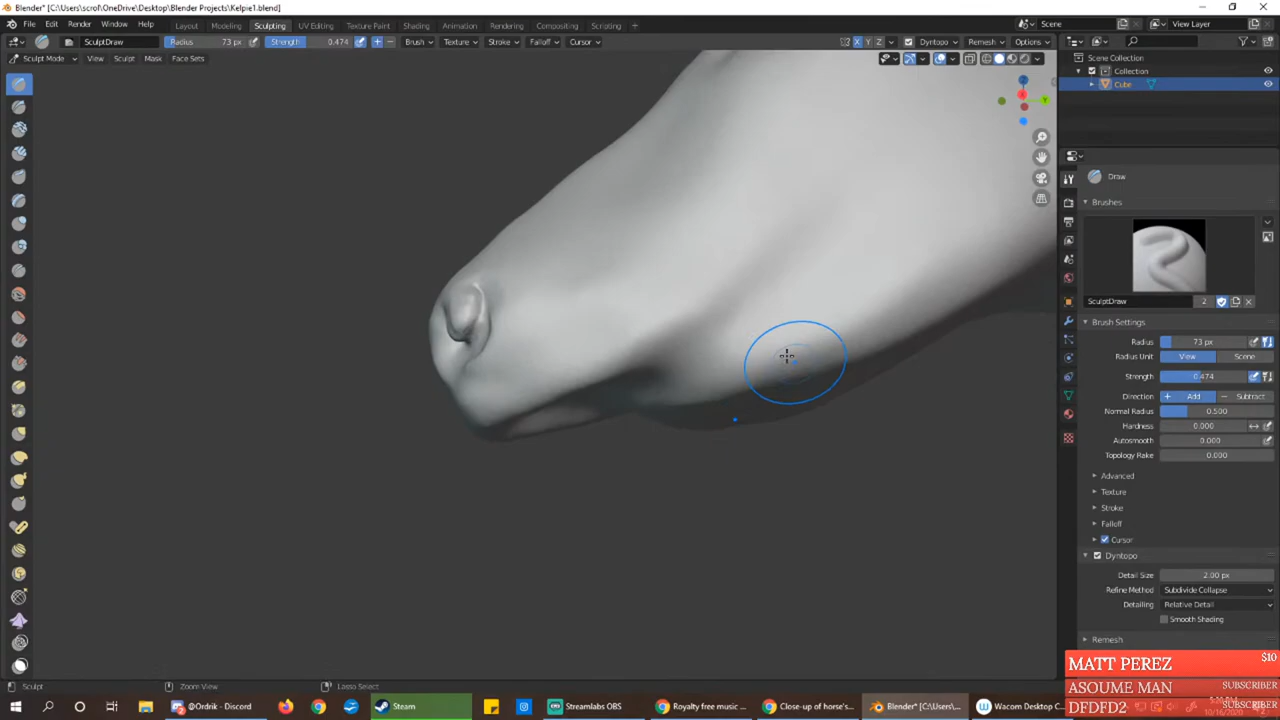 Blender* [C:\Users\scrof\OneDrive\Desktop\Blender Projects\Kelpie1.blend]
File Edit Render Window Help Layout Modeling Sculpting UV Editing Texture Paint Shading Animation Rendering Compositing Scripting Scene View Layer
SculptDraw Radius 73 px Strength 0.474 Brush Texture Stroke Falloff Cursor X Y Z Dyntopo Remesh Options
Sculpt Mode View Sculpt Mask Face Sets
Scene Collection
Collection
Cube
Draw
Brushes
SculptDraw 2
Brush Settings
Radius 73 px
Radius Unit View Scene
Strength 0.474
Direction + Add − Subtract
Normal Radius 0.500
Hardness 0.000
Autosmooth 0.000
Topology Rake 0.000
Advanced
Texture
Stroke
Falloff
Cursor
Dyntopo
Detail Size 2.00 px
Refine Method Subdivide Collapse
Detailing Relative Detail
Smooth Shading
Remesh
MATT PEREZ $10
ASOUME MAN SUBSCRIBER
DFDFD2 SUBSCRIBER
Sculpt Zoom View Lasso Select
@Ordrik - Discord Steam Streamlabs OBS Royalty free music ... Close-up of horse's... Blender* [C:\Users\... Wacom Desktop C...
10/16/2020